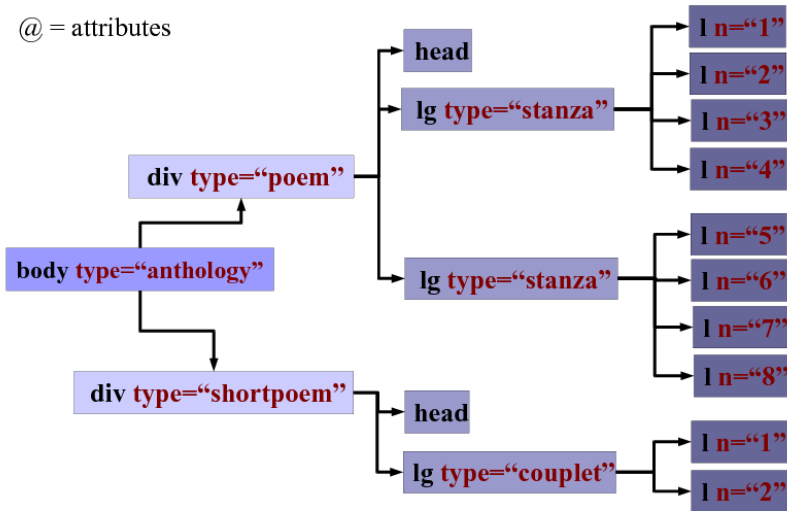 @ = attributes
body type=“anthology”
div type=“poem”
head
lg type=“stanza”
l n=“1”
l n=“2”
l n=“3”
l n=“4”
lg type=“stanza”
l n=“5”
l n=“6”
l n=“7”
l n=“8”
div type=“shortpoem”
head
lg type=“couplet”
l n=“1”
l n=“2”